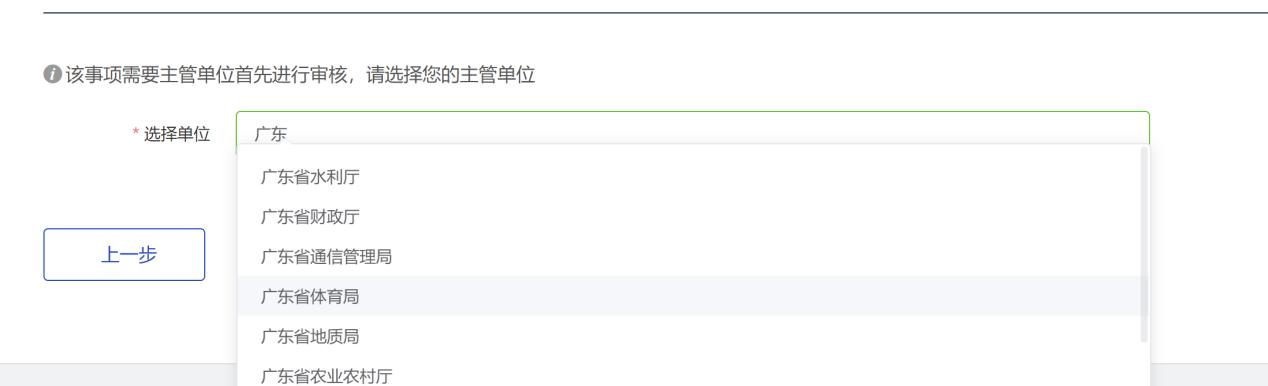 该事项需要主管单位首先进行审核，请选择您的主管单位
* 选择单位 广东
广东省水利厅
广东省财政厅
上一步
广东省通信管理局
广东省体育局
广东省地质局
广东省农业农村厅